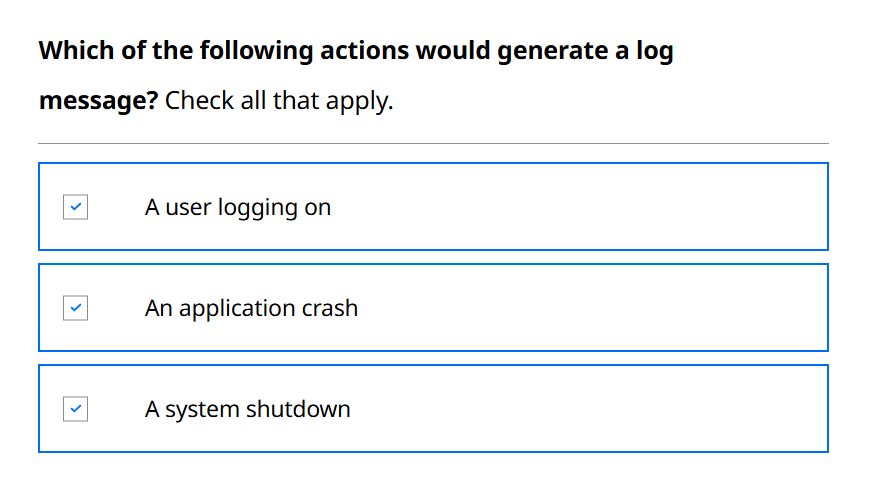 Which of the following actions would generate a log
message? Check all that apply.
A user logging on
An application crash
A system shutdown